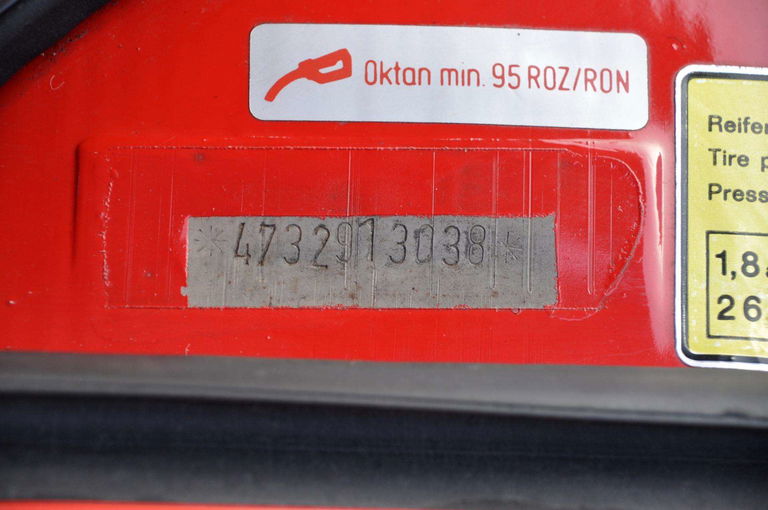 Oktan min. 95 ROZ/RON
*4732913038*
Reifen
Tire p
Press
1,8
26